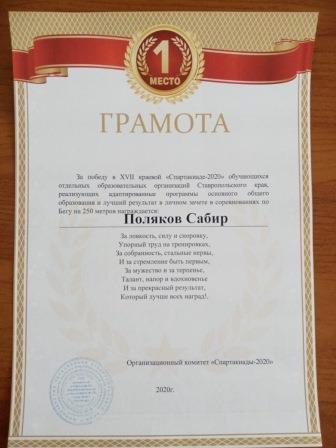 1
МЕСТО
ГРАМОТА
За победу в XVII краевой «Спартакиаде-2020» обучающихся
отдельных образовательных организаций Ставропольского края,
реализующих адаптированные программы основного общего
образования и лучший результат в личном зачете в соревнованиях по
Бегу на 250 метров награждается:
Поляков Сабир
За ловкость, силу и сноровку,
Упорный труд на тренировках,
За собранность, стальные нервы,
И за стремление быть первым,
За мужество и за терпенье,
Талант, напор и вдохновенье
И за прекрасный результат,
Который лучше всех наград!.
Организационный комитет «Спартакиады-2020»
2020г.